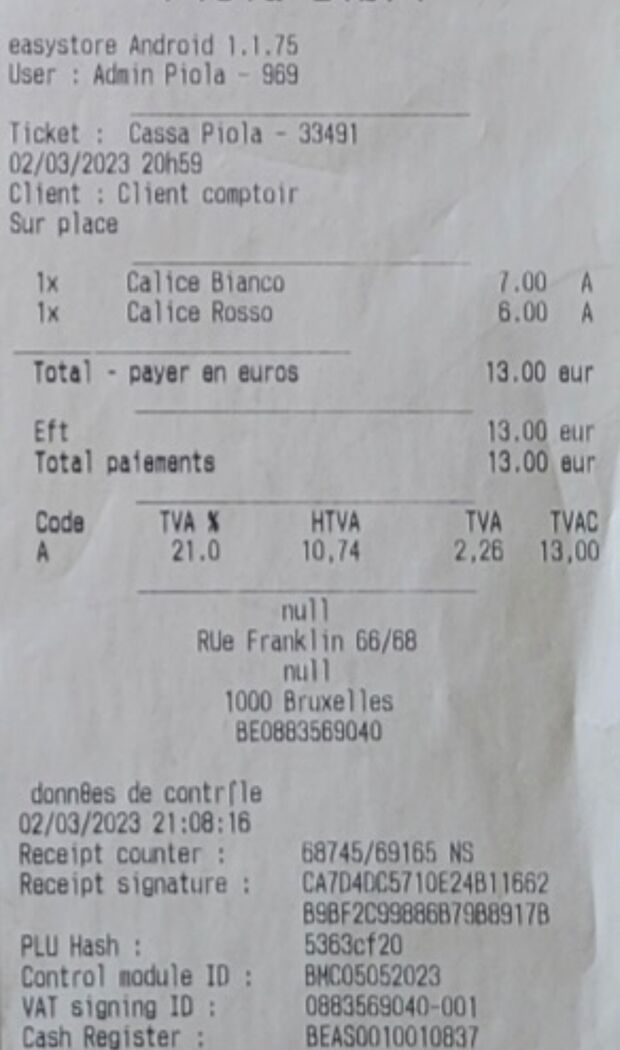 easystore Android 1.1.75
User : Admin Piola - 969
Ticket : Cassa Piola - 33491
02/03/2023 20h59
Client : Client comptoir
Sur place
1x Calice Bianco 7.00 A
1x Calice Rosso 6.00 A
Total - payer en euros 13.00 eur
Eft 13.00 eur
Total paiements 13.00 eur
Code TVA % HTVA TVA TVAC
A 21.0 10,74 2,26 13,00
null
RUe Franklin 66/68
null
1000 Bruxelles
BE0883569040
donnθes de contr⌠le
02/03/2023 21:08:16
Receipt counter : 68745/69165 NS
Receipt signature : CA7D4DC5710E24B11662
B9BF2C99886B79B8917B
PLU Hash : 5363cf20
Control module ID : BMC05052023
VAT signing ID : 0883569040-001
Cash Register : BEAS0010010837